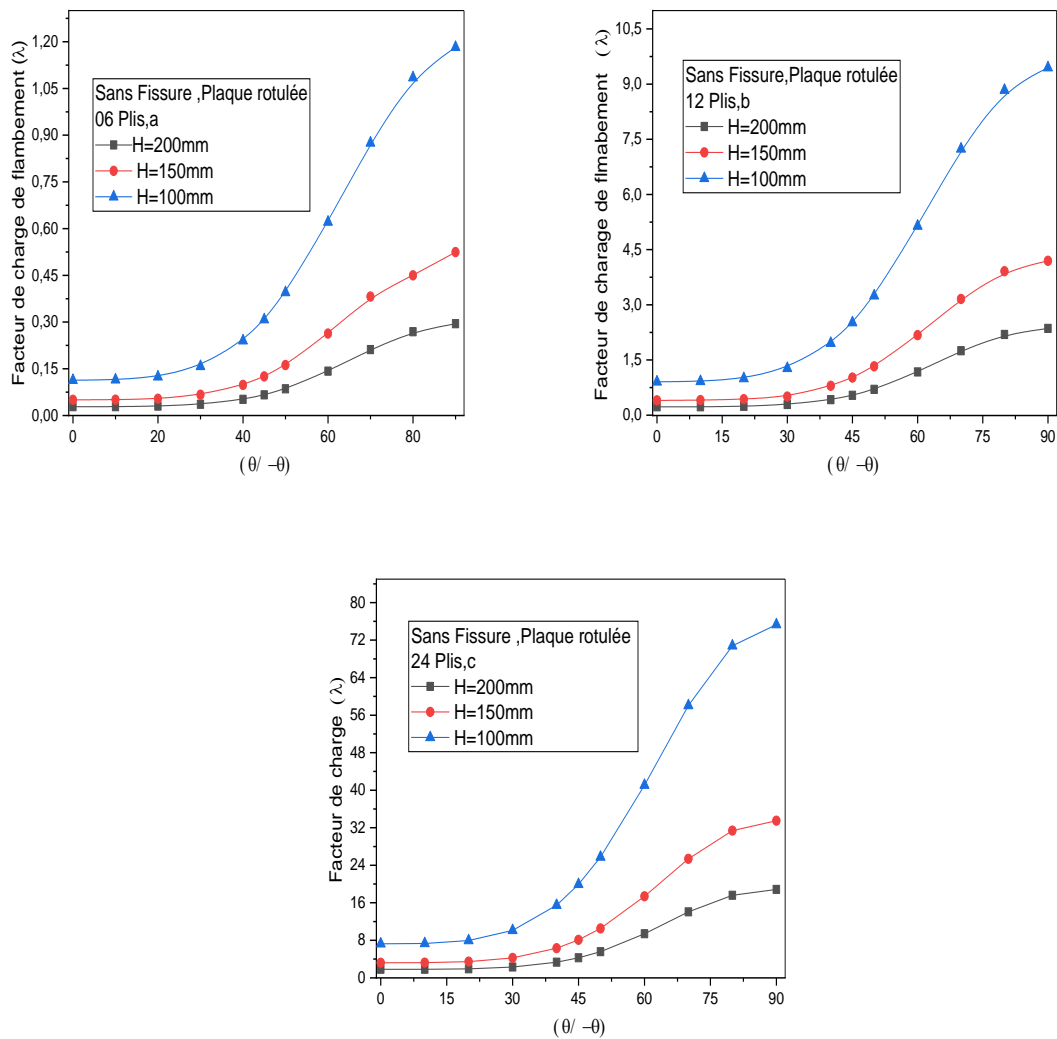 Facteur de charge de flambement (λ)
1,20
1,05
0,90
0,75
0,60
0,45
0,30
0,15
0,00
Sans Fissure ,Plaque rotulée
06 Plis,a
H=200mm
H=150mm
H=100mm
0 20 40 60 80
(θ/ −θ)
Facteur de charage de flmabement (λ)
10,5
9,0
7,5
6,0
4,5
3,0
1,5
0,0
Sans Fissure,Plaque rotulée
12 Plis,b
H=200mm
H=150mm
H=100mm
0 15 30 45 60 75 90
(θ/ −θ)
Facteur de charge (λ)
80
72
64
56
48
40
32
24
16
8
0
Sans Fissure ,Plaque rotulée
24 Plis,c
H=200mm
H=150mm
H=100mm
0 15 30 45 60 75 90
(θ/ −θ)